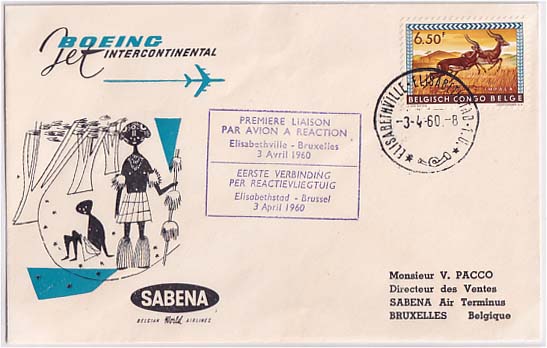 BOEING
Jet INTERCONTINENTAL
6.50 F
IMPALA
BELGISCH CONGO BELGE
ELISABETHVILLE-ELISABETHSTAD
-3-4-60.-8
PREMIERE LIAISON
PAR AVION A REACTION
Elisabethville - Bruxelles
3 Avril 1960
EERSTE VERBINDING
PER REACTIEVLIEGTUIG
Elisabethstad - Brussel
3 April 1960
SABENA
BELGIAN World AIRLINES
Monsieur V. PACCO
Directeur des Ventes
SABENA Air Terminus
BRUXELLES Belgique